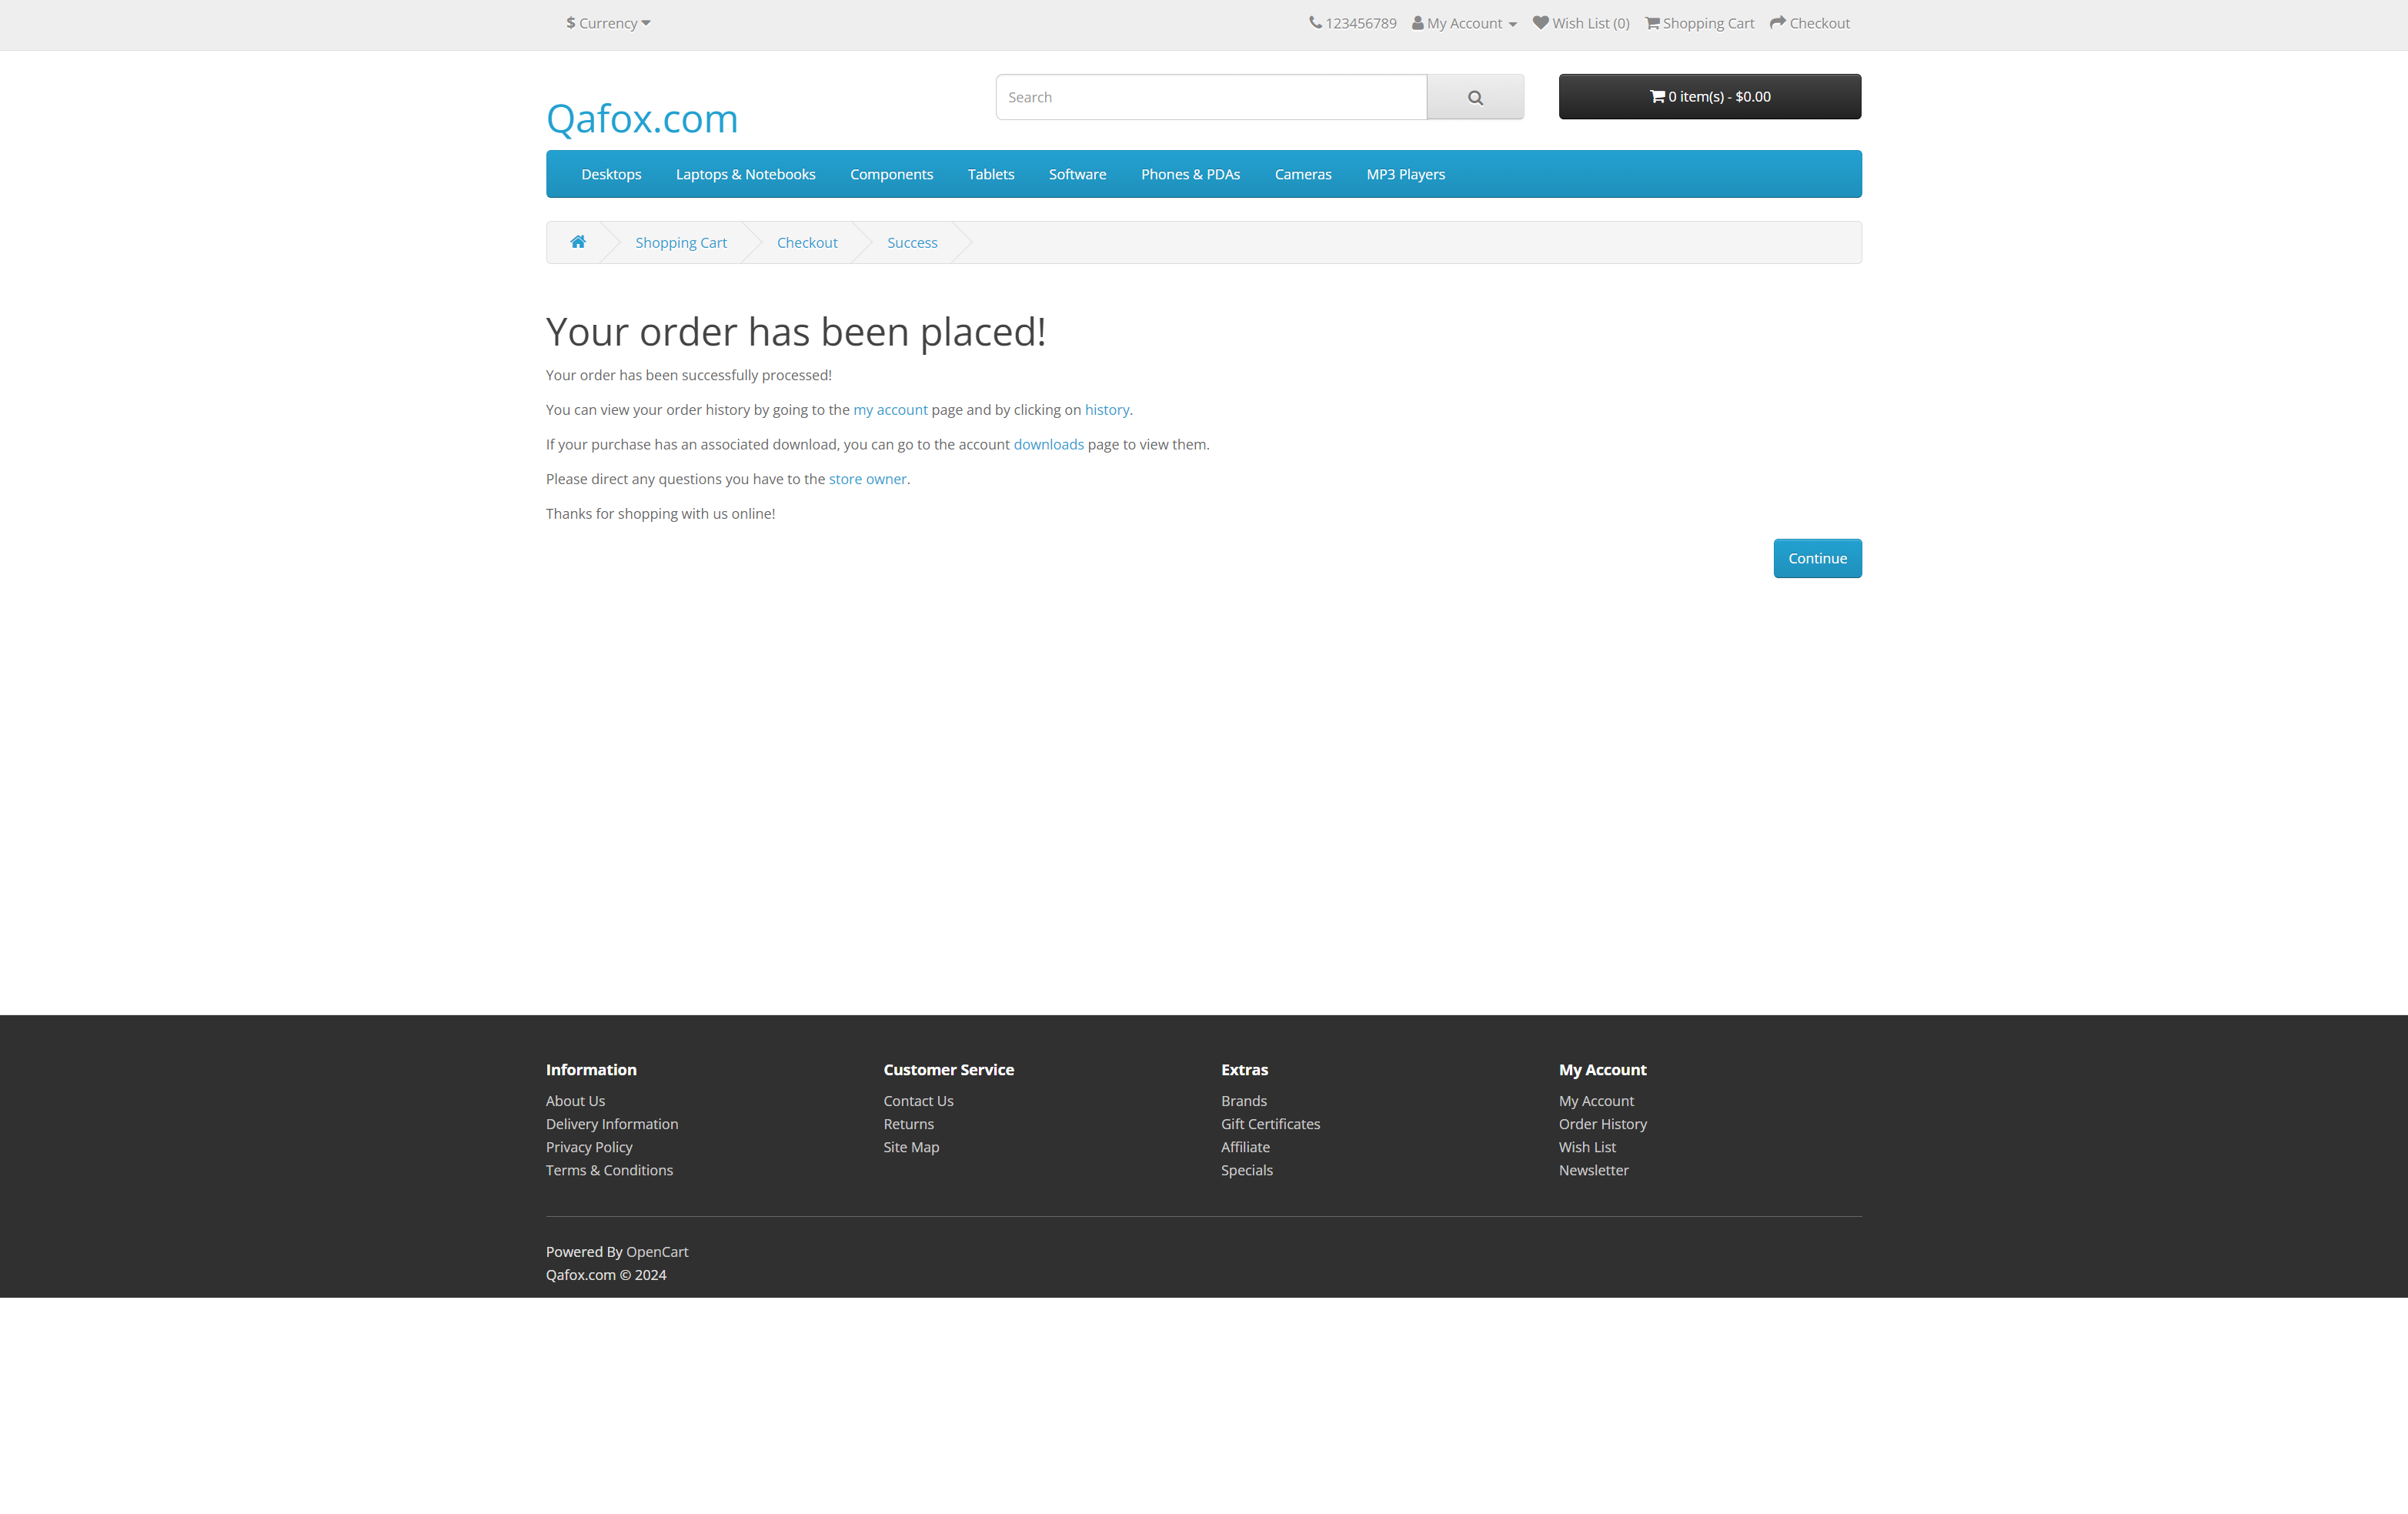 $ Currency
123456789 My Account Wish List (0) Shopping Cart Checkout
Qafox.com
Search
0 item(s) - $0.00
Desktops Laptops & Notebooks Components Tablets Software Phones & PDAs Cameras MP3 Players
Shopping Cart Checkout Success
Your order has been placed!
Your order has been successfully processed!
You can view your order history by going to the my account page and by clicking on history.
If your purchase has an associated download, you can go to the account downloads page to view them.
Please direct any questions you have to the store owner.
Thanks for shopping with us online!
Continue
Information
About Us
Delivery Information
Privacy Policy
Terms & Conditions
Customer Service
Contact Us
Returns
Site Map
Extras
Brands
Gift Certificates
Affiliate
Specials
My Account
My Account
Order History
Wish List
Newsletter
Powered By OpenCart
Qafox.com © 2024